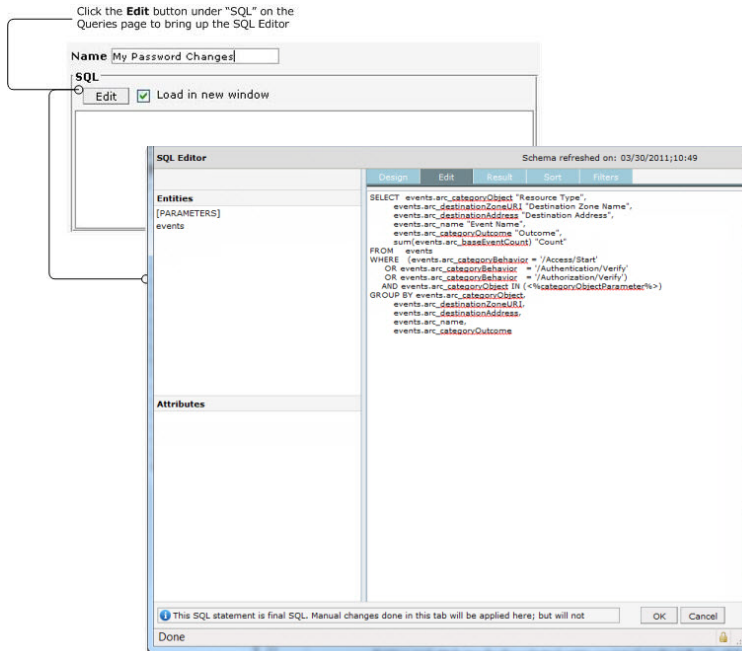 Click the Edit button under "SQL" on the
Queries page to bring up the SQL Editor
Name My Password Changes
SQL
Edit Load in new window
SQL Editor Schema refreshed on: 03/30/2011;10:49
Design Edit Result Sort Filters
Entities
[PARAMETERS]
events
SELECT events.arc_categoryObject "Resource Type",
events.arc_destinationZoneURI "Destination Zone Name",
events.arc_destinationAddress "Destination Address",
events.arc_name "Event Name",
events.arc_categoryOutcome "Outcome",
sum(events.arc_baseEventCount) "Count"
FROM events
WHERE (events.arc_categoryBehavior = '/Access/Start'
OR events.arc_categoryBehavior = '/Authentication/Verify'
OR events.arc_categoryBehavior = '/Authorization/Verify')
AND events.arc_categoryObject IN (<%categoryObjectParameter%>)
GROUP BY events.arc_categoryObject,
events.arc_destinationZoneURI,
events.arc_destinationAddress,
events.arc_name,
events.arc_categoryOutcome
Attributes
This SQL statement is final SQL. Manual changes done in this tab will be applied here; but will not
OK Cancel
Done